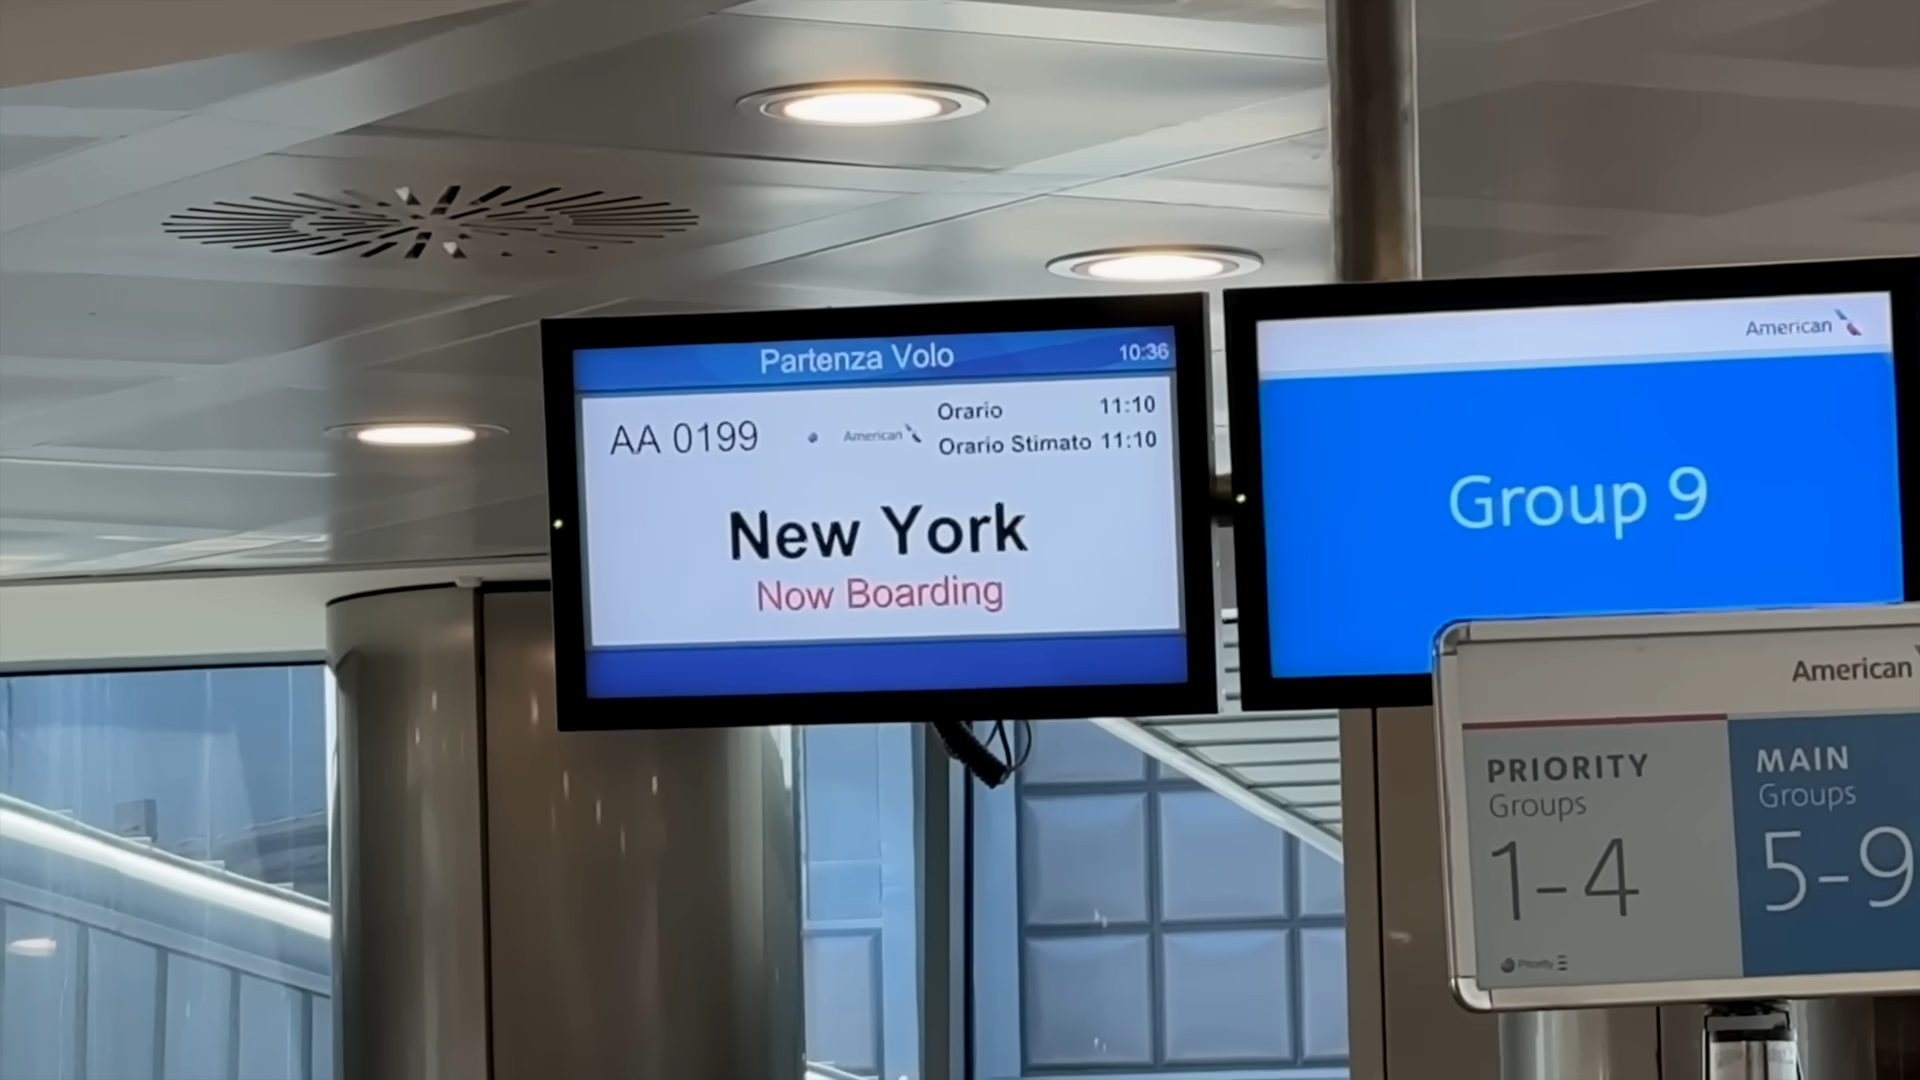 Partenza Volo 10:36
AA 0199
American
Orario 11:10
Orario Stimato 11:10
New York
Now Boarding
American
Group 9
American
PRIORITY
Groups
1-4
Priority
MAIN
Groups
5-9